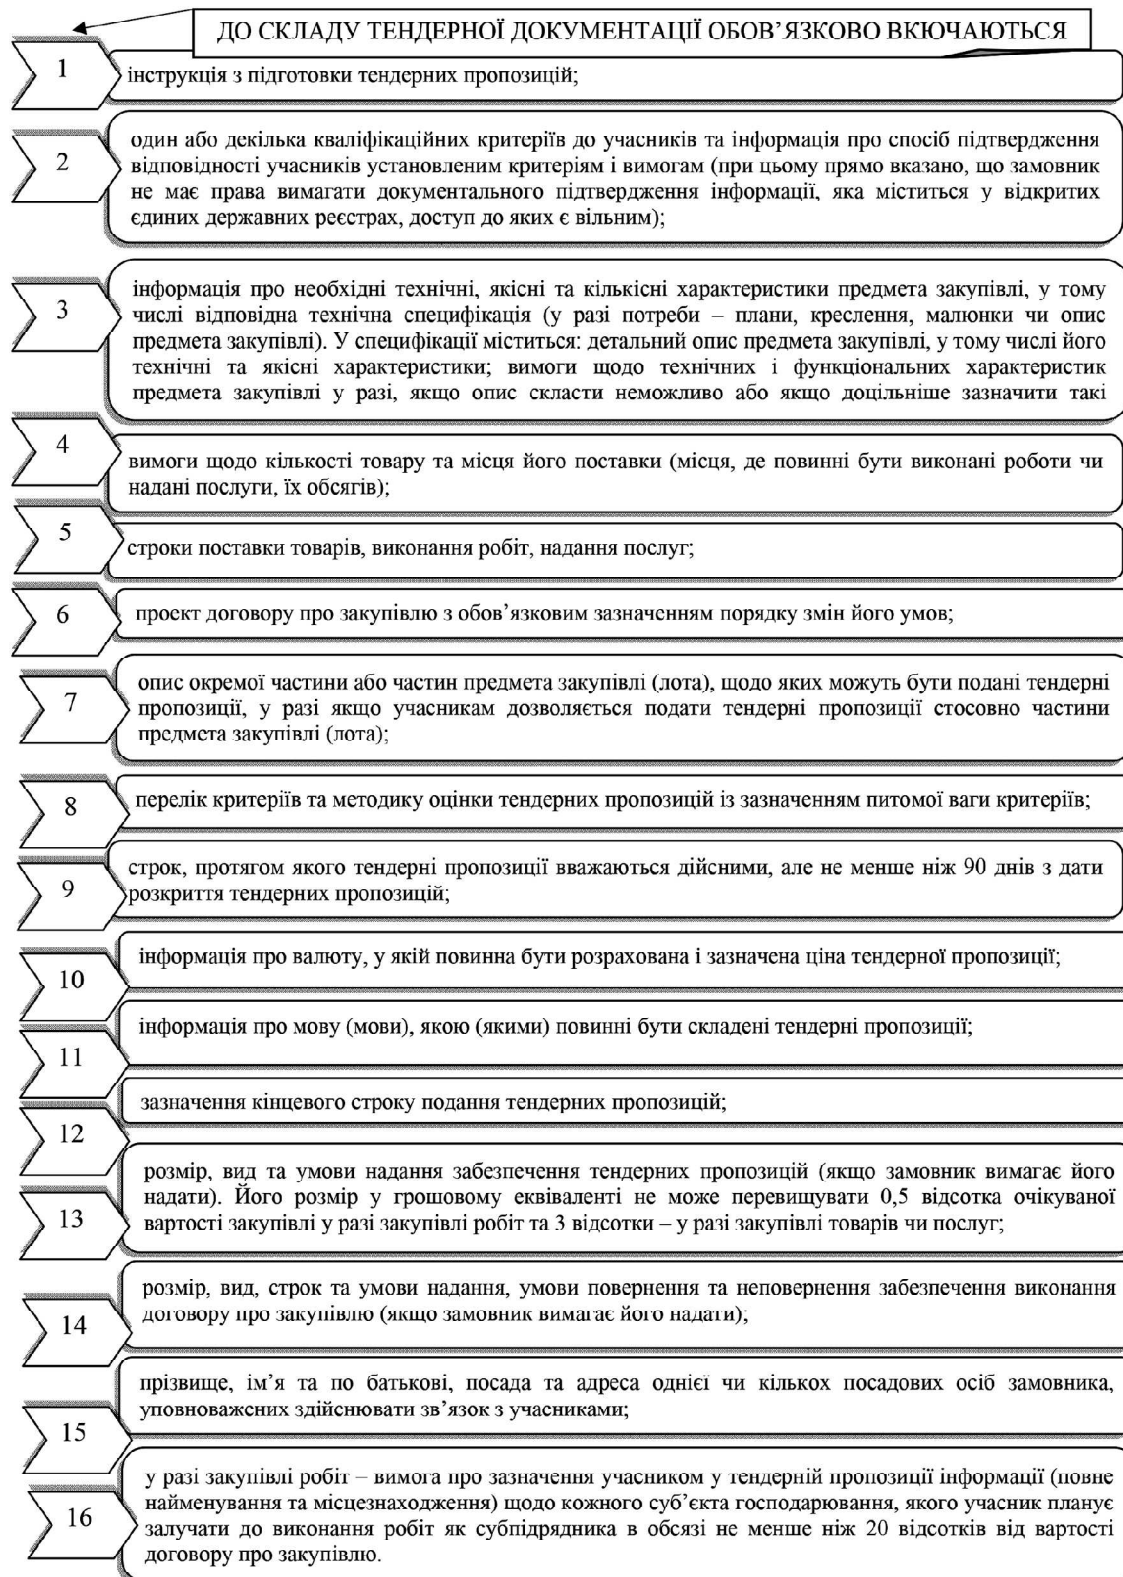 ДО СКЛАДУ ТЕНДЕРНОЇ ДОКУМЕНТАЦІЇ ОБОВ’ЯЗКОВО ВКЮЧАЮТЬСЯ
1
інструкція з підготовки тендерних пропозицій;
2
один або декілька кваліфікаційних критеріїв до учасників та інформація про спосіб підтвердження
відповідності учасників установленим критеріям і вимогам (при цьому прямо вказано, що замовник
не має права вимагати документального підтвердження інформації, яка міститься у відкритих
єдиних державних реєстрах, доступ до яких є вільним);
3
інформація про необхідні технічні, якісні та кількісні характеристики предмета закупівлі, у тому
числі відповідна технічна специфікація (у разі потреби – плани, креслення, малюнки чи опис
предмета закупівлі). У специфікації міститься: детальний опис предмета закупівлі, у тому числі його
технічні та якісні характеристики; вимоги щодо технічних і функціональних характеристик
предмета закупівлі у разі, якщо опис скласти неможливо або якщо доцільніше зазначити такі
4
вимоги щодо кількості товару та місця його поставки (місця, де повинні бути виконані роботи чи
надані послуги, їх обсягів);
5
строки поставки товарів, виконання робіт, надання послуг;
6
проект договору про закупівлю з обов’язковим зазначенням порядку змін його умов;
7
опис окремої частини або частин предмета закупівлі (лота), щодо яких можуть бути подані тендерні
пропозиції, у разі якщо учасникам дозволяється подати тендерні пропозиції стосовно частини
предмета закупівлі (лота);
8
перелік критеріїв та методику оцінки тендерних пропозицій із зазначенням питомої ваги критеріїв;
9
строк, протягом якого тендерні пропозиції вважаються дійсними, але не менше ніж 90 днів з дати
розкриття тендерних пропозицій;
10
інформація про валюту, у якій повинна бути розрахована і зазначена ціна тендерної пропозиції;
11
інформація про мову (мови), якою (якими) повинні бути складені тендерні пропозиції;
12
зазначення кінцевого строку подання тендерних пропозицій;
13
розмір, вид та умови надання забезпечення тендерних пропозицій (якщо замовник вимагає його
надати). Його розмір у грошовому еквіваленті не може перевищувати 0,5 відсотка очікуваної
вартості закупівлі у разі закупівлі робіт та 3 відсотки – у разі закупівлі товарів чи послуг;
14
розмір, вид, строк та умови надання, умови повернення та неповернення забезпечення виконання
договору про закупівлю (якщо замовник вимагає його надати);
15
прізвище, ім’я та по батькові, посада та адреса однієї чи кількох посадових осіб замовника,
уповноважених здійснювати зв’язок з учасниками;
16
у разі закупівлі робіт – вимога про зазначення учасником у тендерній пропозиції інформації (повне
найменування та місцезнаходження) щодо кожного суб’єкта господарювання, якого учасник планує
залучати до виконання робіт як субпідрядника в обсязі не менше ніж 20 відсотків від вартості
договору про закупівлю.